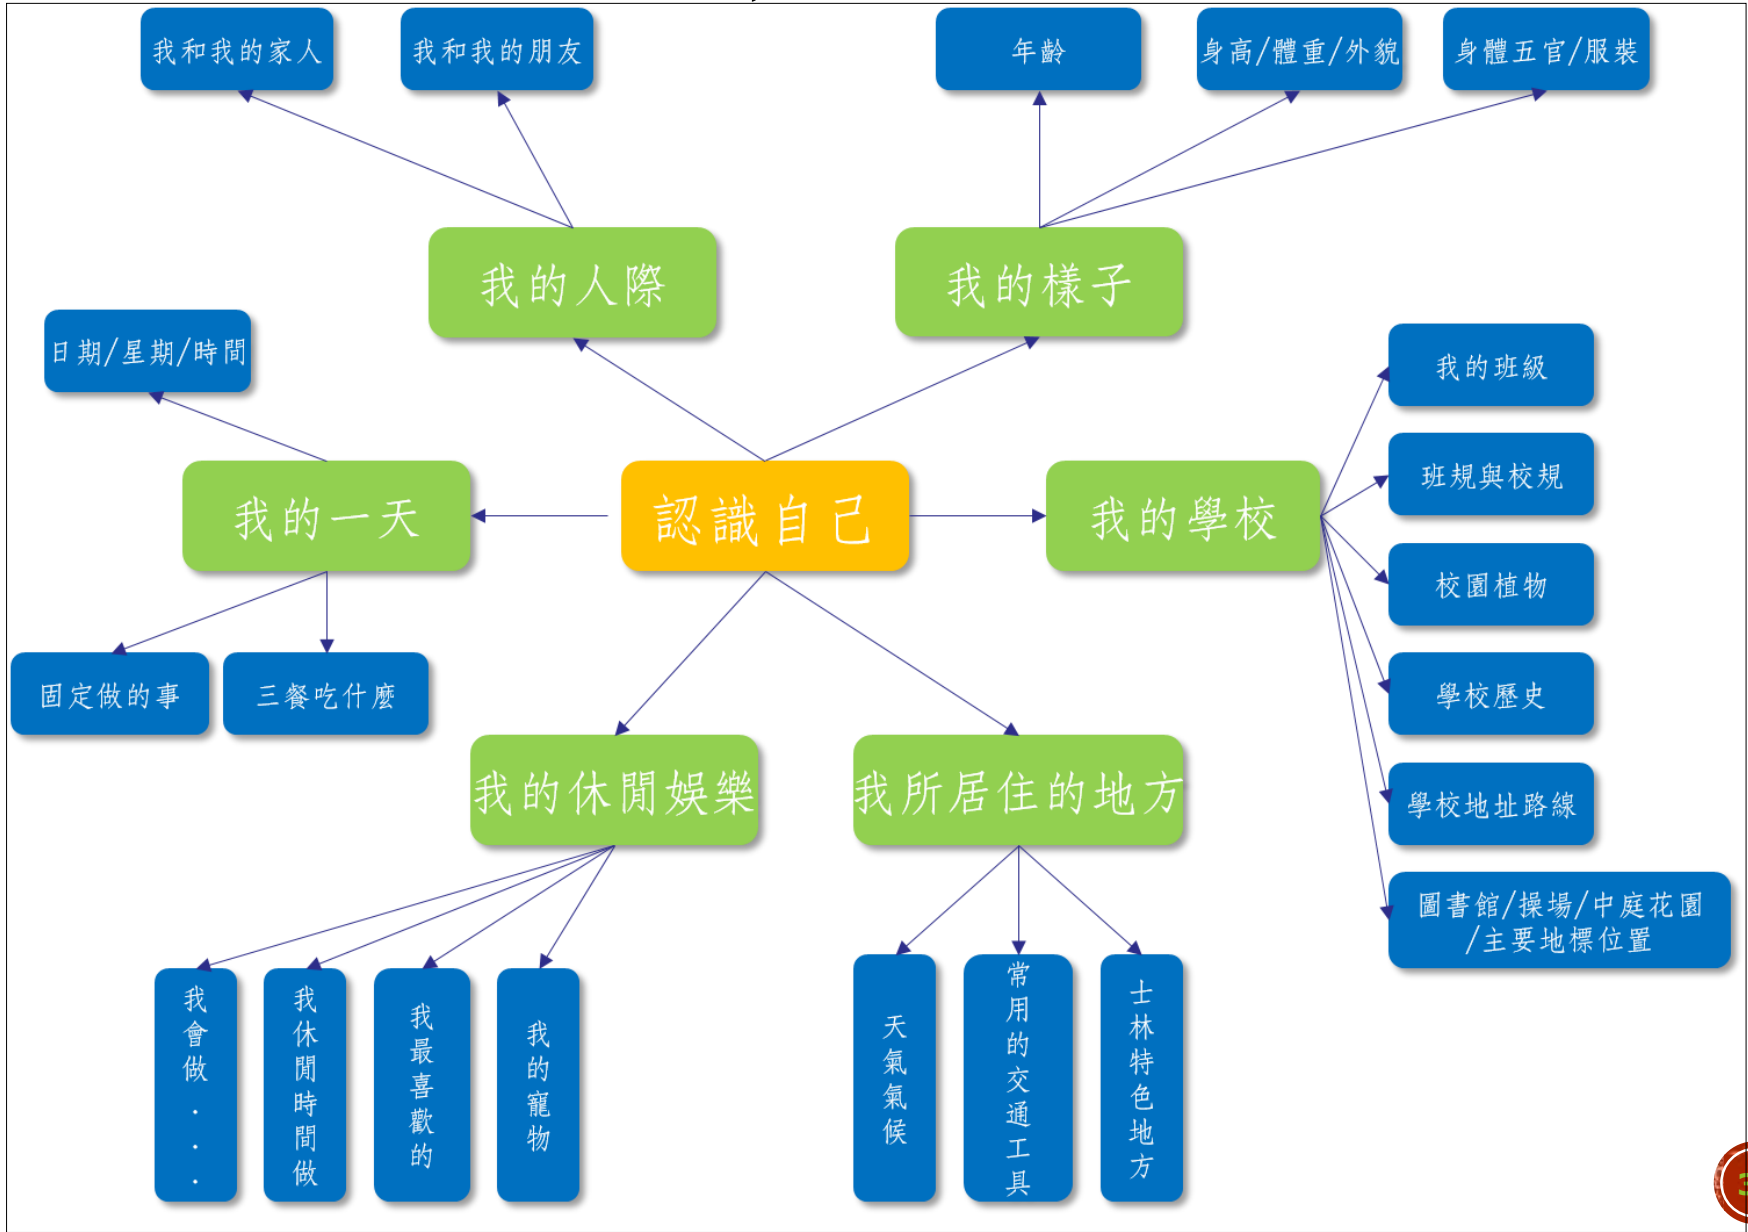 我和我的家人
我和我的朋友
年齡
身高/體重/外貌
身體五官/服裝
我的人際
我的樣子
日期/星期/時間
我的班級
班規與校規
我的一天
認識自己
我的學校
校園植物
固定做的事
三餐吃什麼
學校歷史
我的休閒娛樂
我所居住的地方
學校地址路線
圖書館/操場/中庭花園
/主要地標位置
我會做...
我休閒時間做
我最喜歡的
我的寵物
天氣氣候
常用的交通工具
士林特色地方